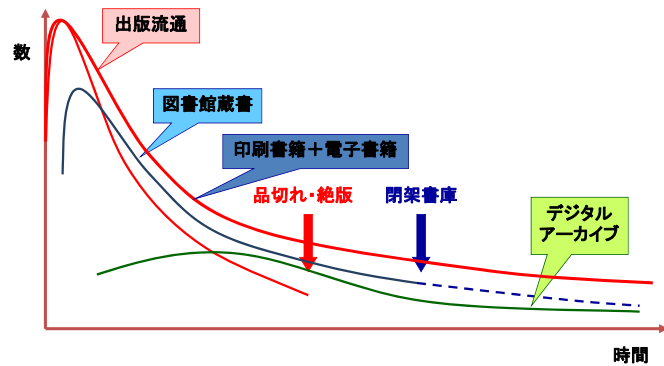 出版流通
数
図書館蔵書
印刷書籍＋電子書籍
品切れ・絶版
閉架書庫
デジタル
アーカイブ
時間